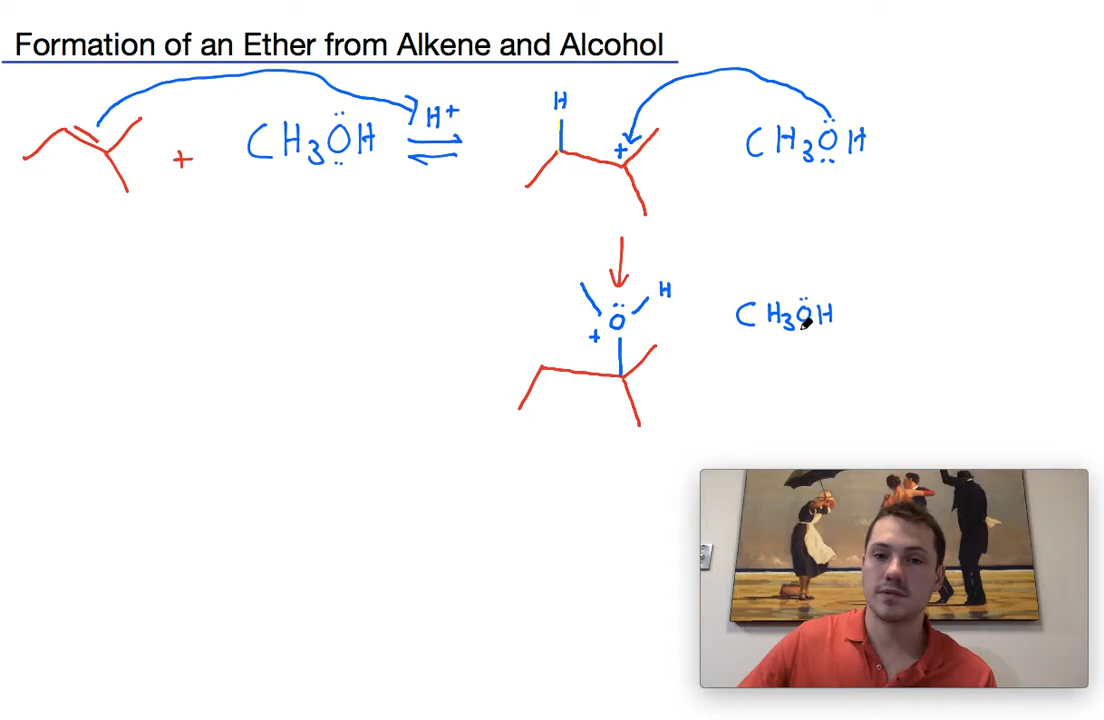 Formation of an Ether from Alkene and Alcohol
+ CH3ÖH H+
H + CH3ÖH
Ö H + CH3ÖH